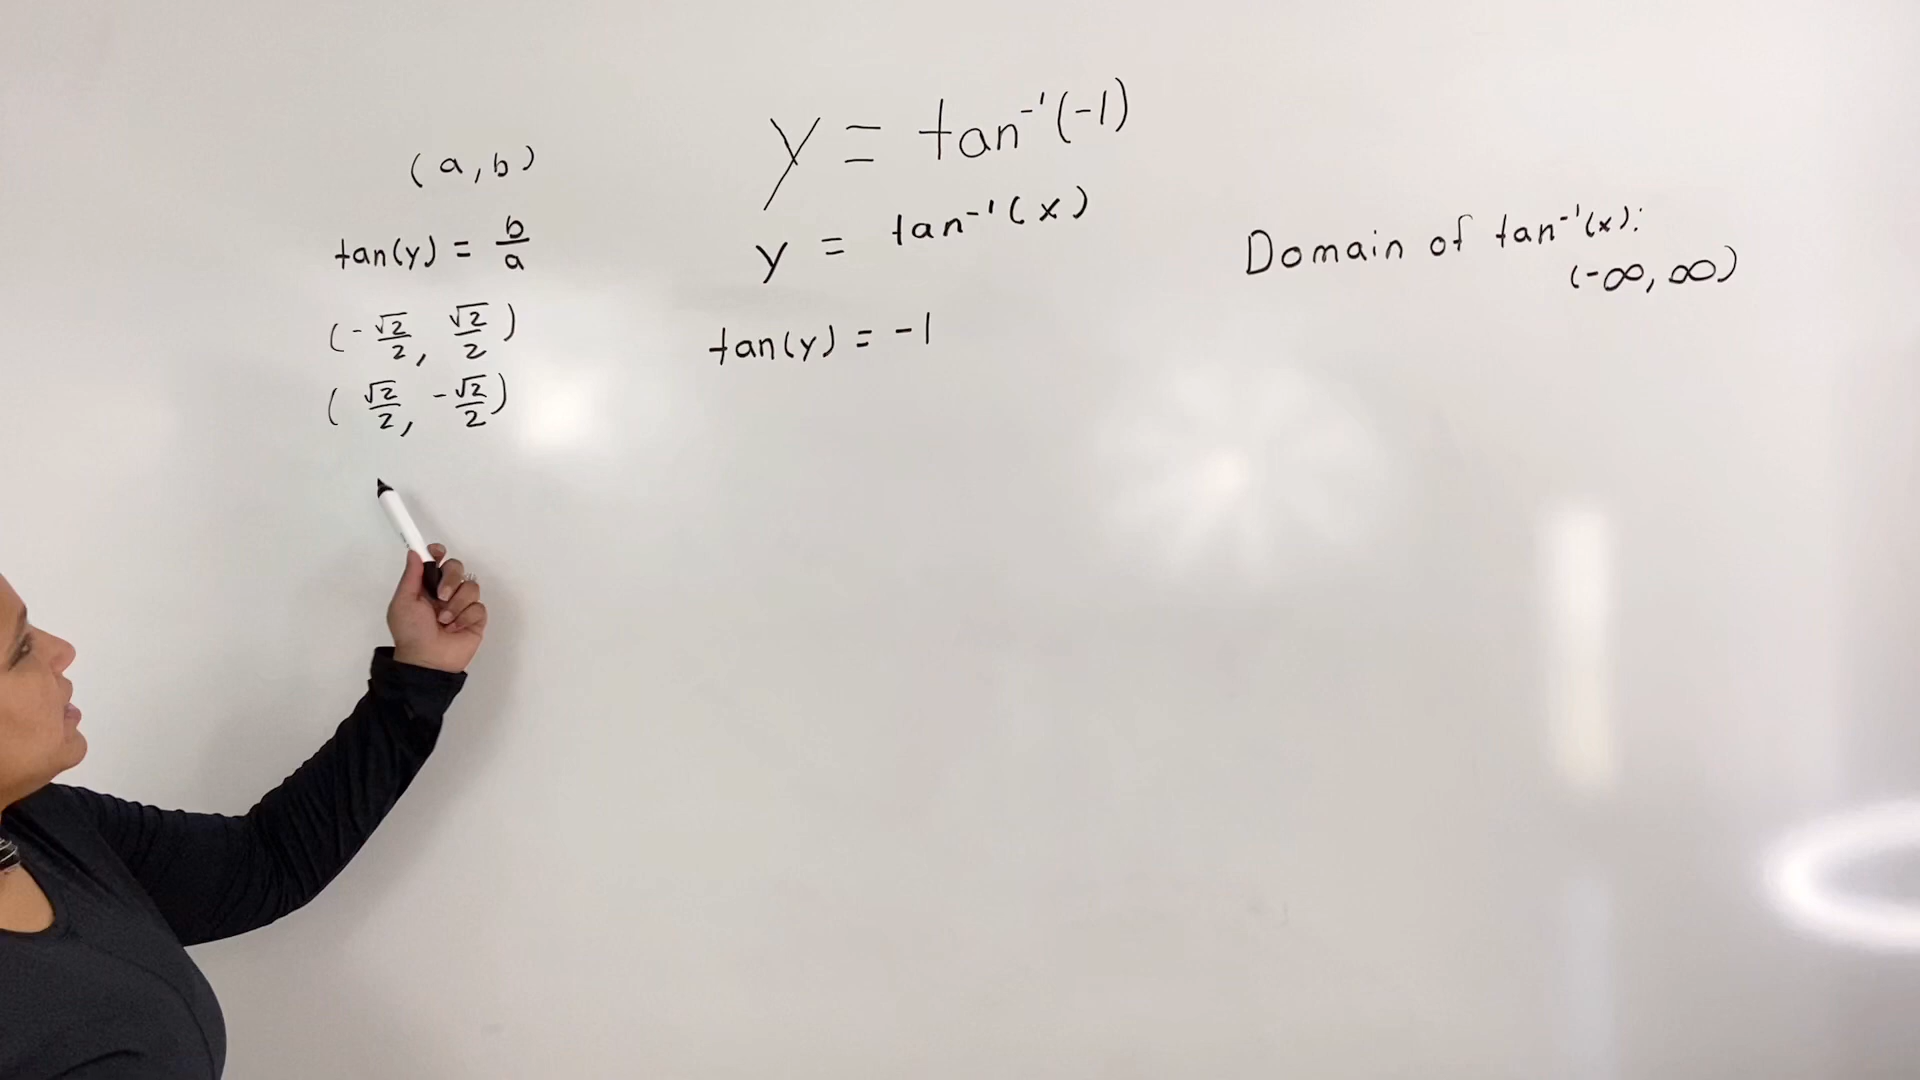 (a, b)
tan(y) = b/a
(-√2/2, √2/2)
(√2/2, -√2/2)
y = tan⁻¹(-1)
y = tan⁻¹(x)
tan(y) = -1
Domain of tan⁻¹(x):
(-∞, ∞)